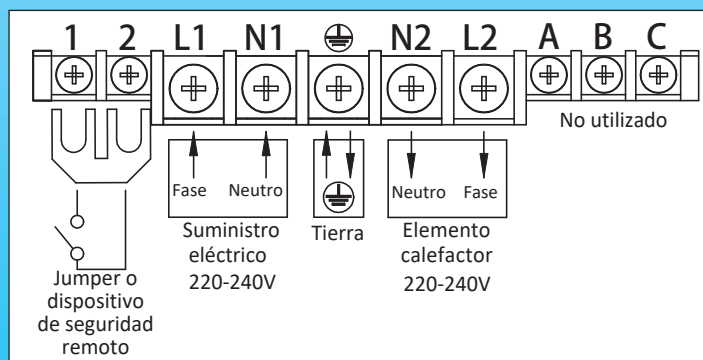 1 2 L1 N1 N2 L2 A B C
No utilizado
Fase Neutro
Neutro Fase
Suministro
eléctrico
220-240V
Tierra
Elemento
calefactor
220-240V
Jumper o
dispositivo
de seguridad
remoto